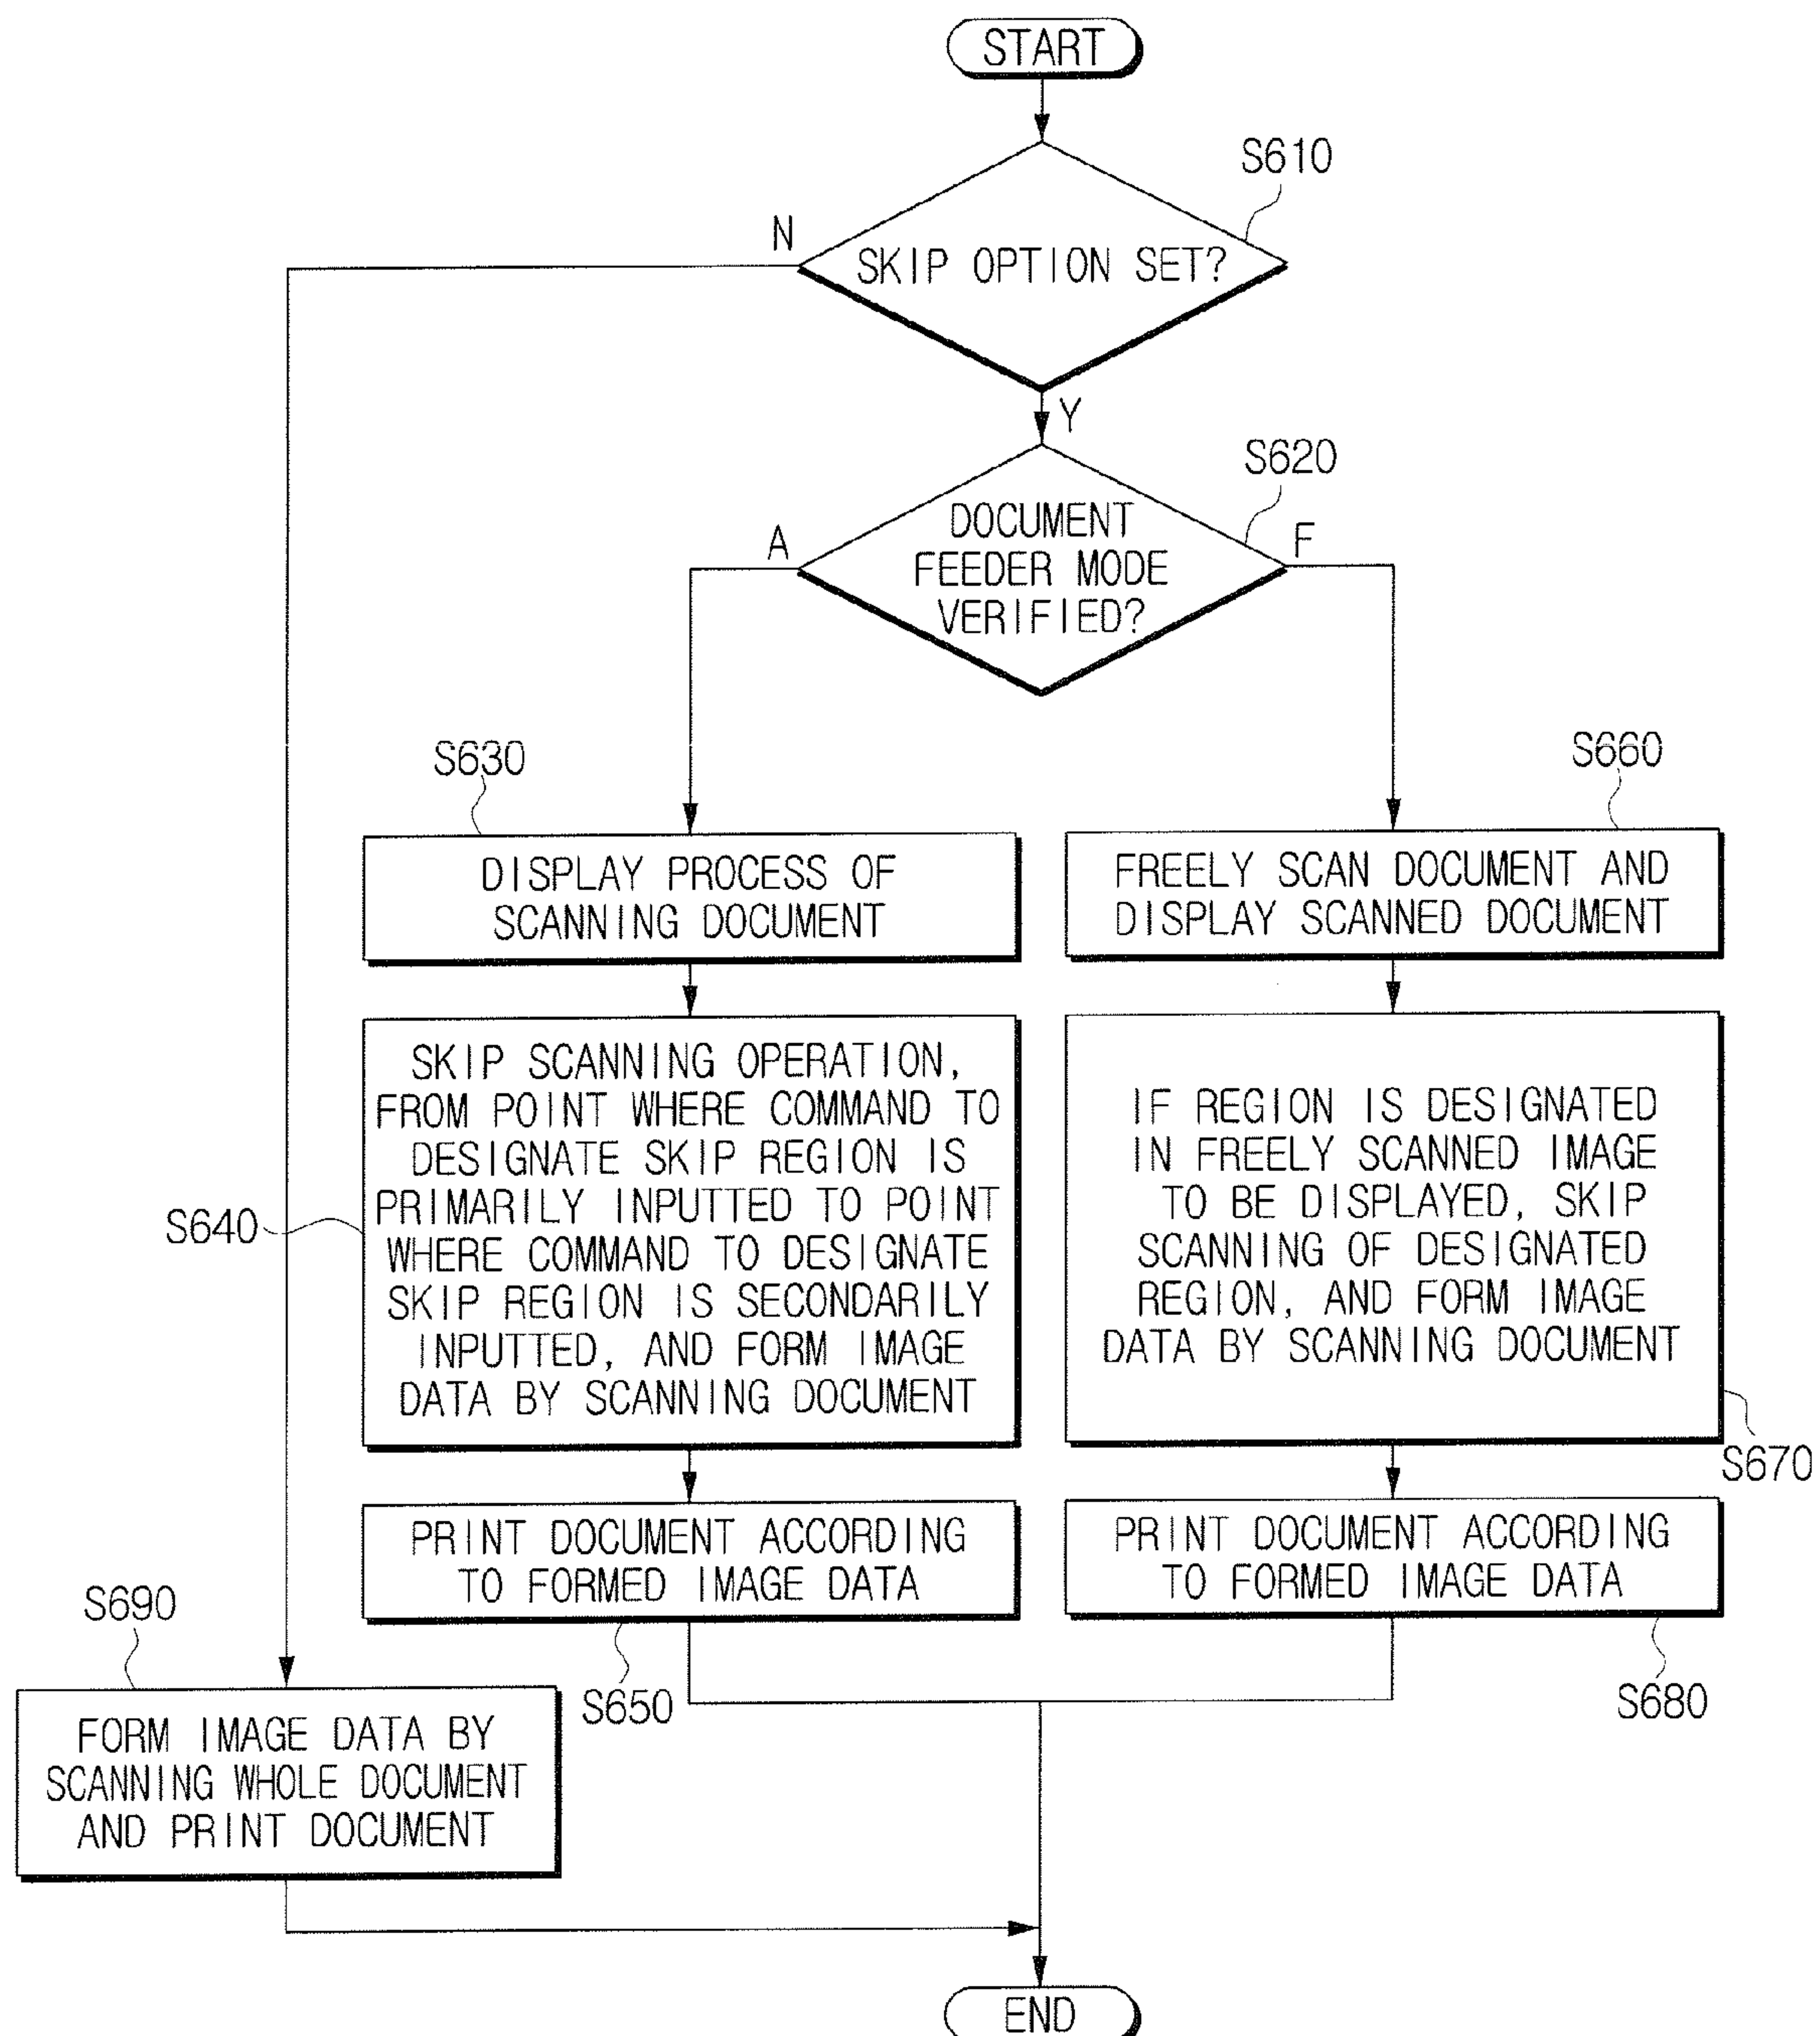 START
S610
N
SKIP OPTION SET?
Y
S620
A
F
DOCUMENT
FEEDER MODE
VERIFIED?
S630
DISPLAY PROCESS OF
SCANNING DOCUMENT
S660
FREELY SCAN DOCUMENT AND
DISPLAY SCANNED DOCUMENT
S640
SKIP SCANNING OPERATION,
FROM POINT WHERE COMMAND TO
DESIGNATE SKIP REGION IS
PRIMARILY INPUTTED TO POINT
WHERE COMMAND TO DESIGNATE
SKIP REGION IS SECONDARILY
INPUTTED, AND FORM IMAGE
DATA BY SCANNING DOCUMENT
IF REGION IS DESIGNATED
IN FREELY SCANNED IMAGE
TO BE DISPLAYED, SKIP
SCANNING OF DESIGNATED
REGION, AND FORM IMAGE
DATA BY SCANNING DOCUMENT
S670
PRINT DOCUMENT ACCORDING
TO FORMED IMAGE DATA
S650
PRINT DOCUMENT ACCORDING
TO FORMED IMAGE DATA
S680
S690
FORM IMAGE DATA BY
SCANNING WHOLE DOCUMENT
AND PRINT DOCUMENT
END